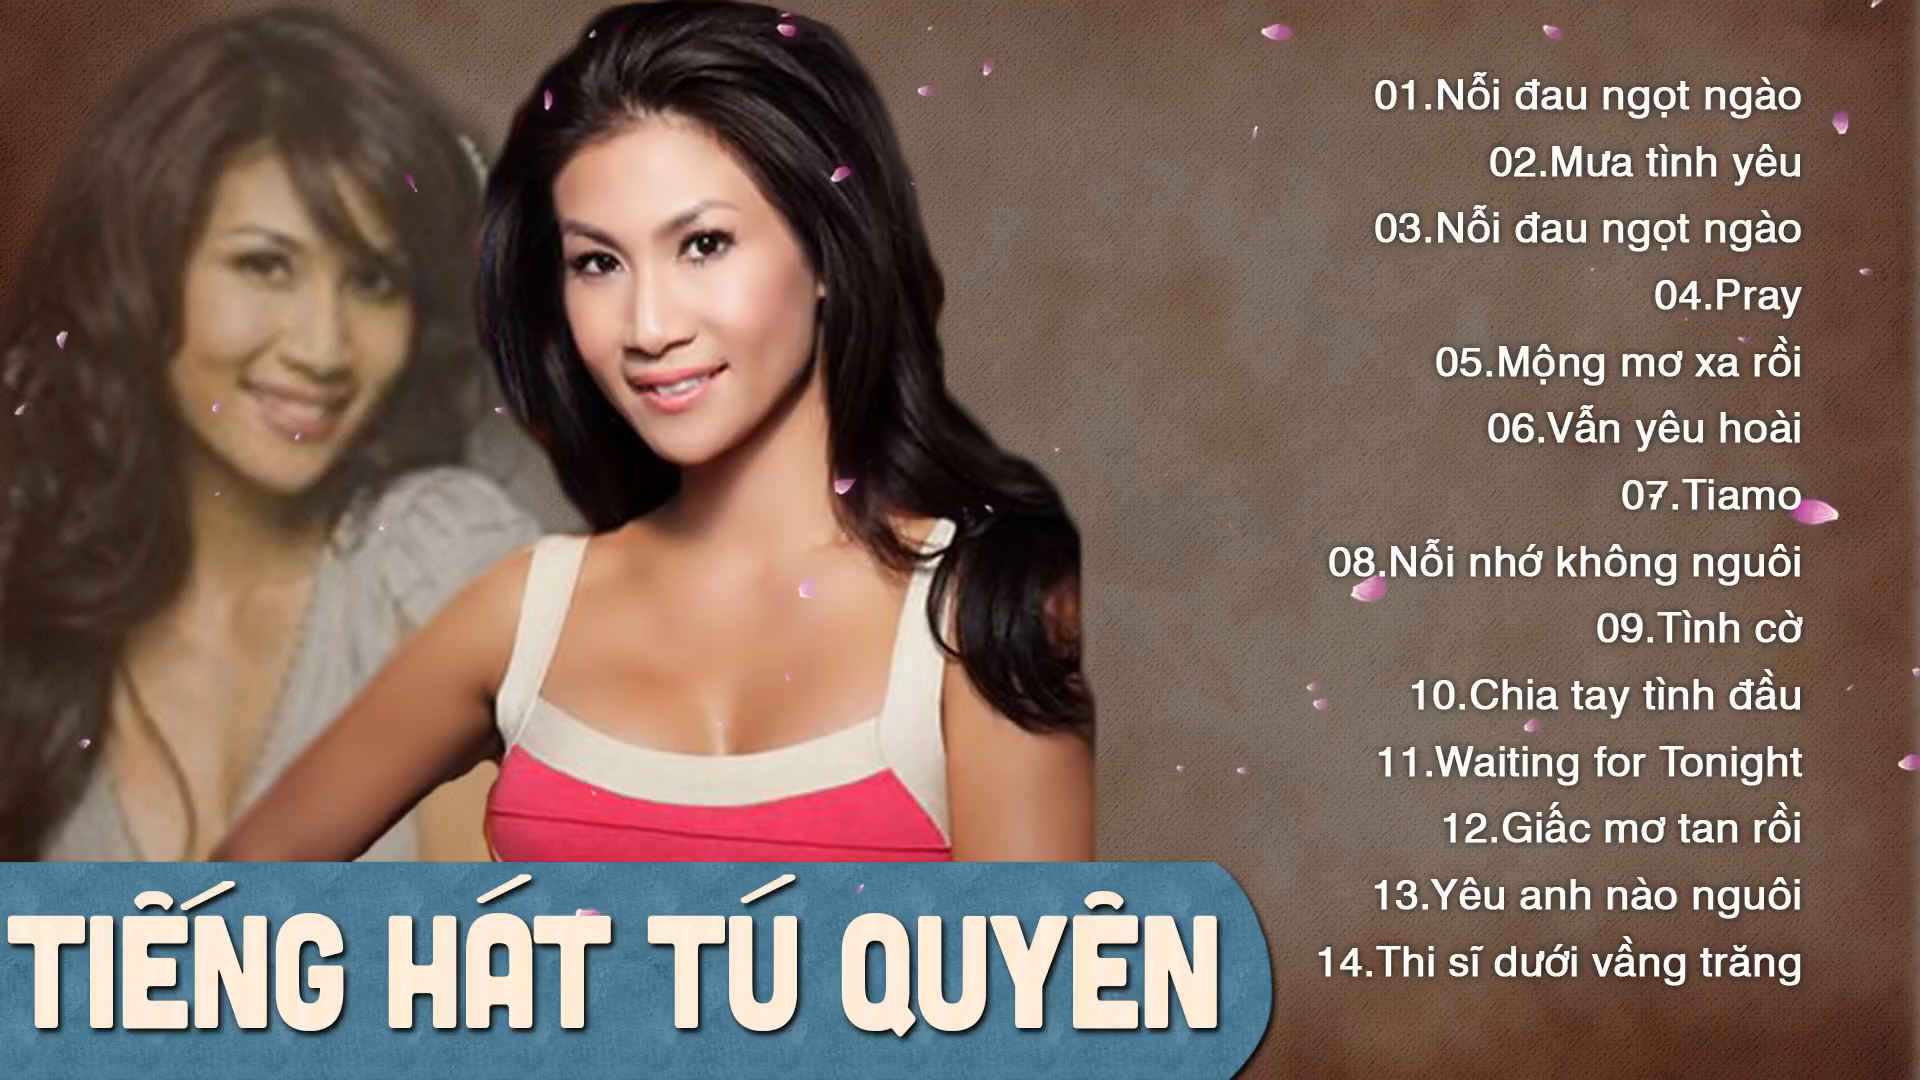 01.Nỗi đau ngọt ngào
02.Mưa tình yêu
03.Nỗi đau ngọt ngào
04.Pray
05.Mộng mơ xa rồi
06.Vẫn yêu hoài
07.Tiamo
08.Nỗi nhớ không nguôi
09.Tình cờ
10.Chia tay tình đầu
11.Waiting for Tonight
12.Giấc mơ tan rồi
13.Yêu anh nào nguôi
14.Thi sĩ dưới vầng trăng
TIẾNG HÁT TÚ QUYÊN